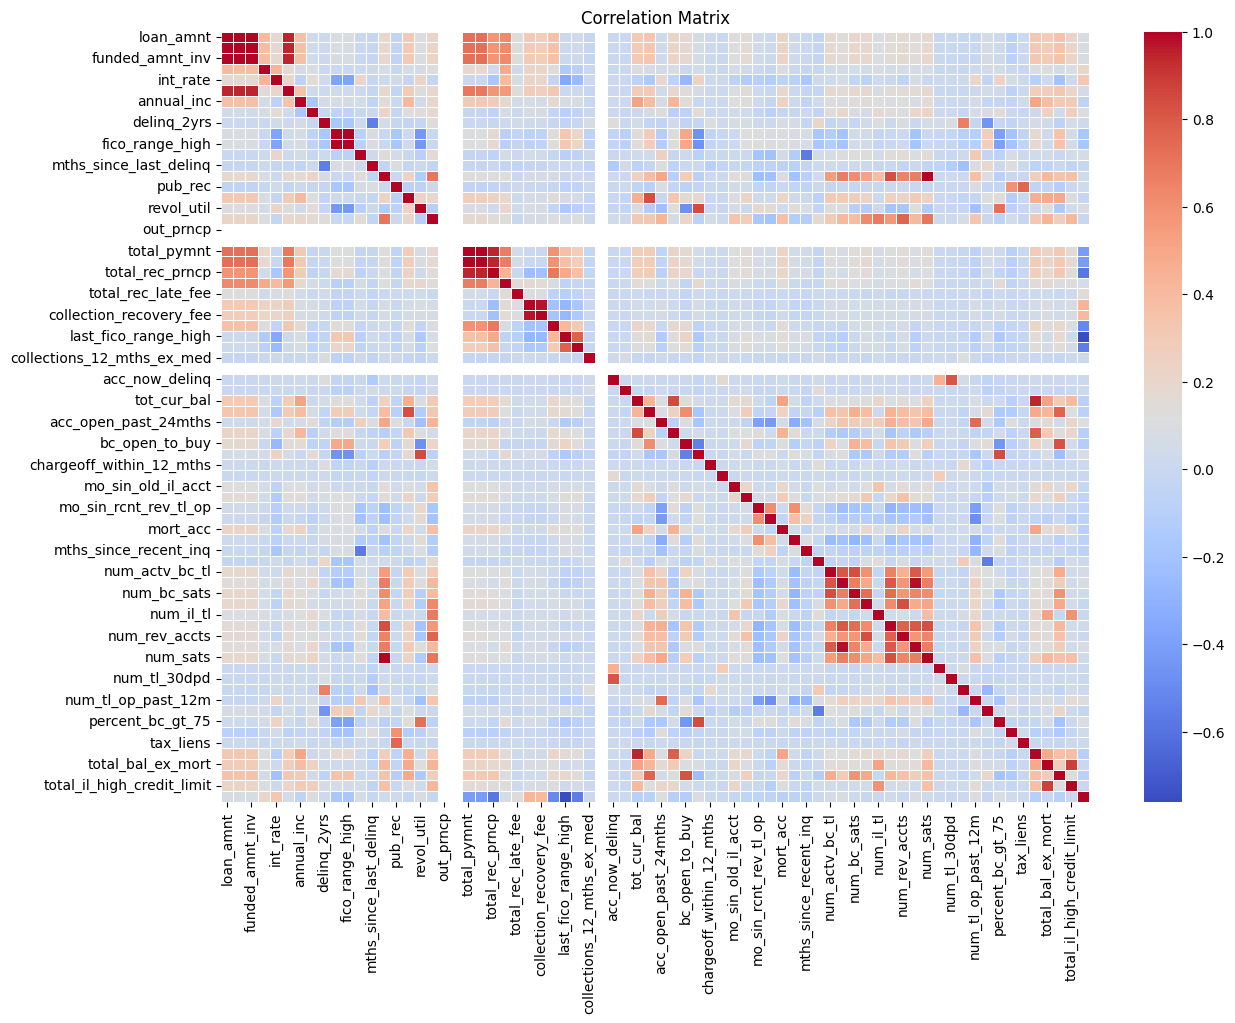 Correlation Matrix
loan_amnt
funded_amnt_inv
int_rate
annual_inc
delinq_2yrs
fico_range_high
mths_since_last_delinq
pub_rec
revol_util
out_prncp
total_pymnt
total_rec_prncp
total_rec_late_fee
collection_recovery_fee
last_fico_range_high
collections_12_mths_ex_med
acc_now_delinq
tot_cur_bal
acc_open_past_24mths
bc_open_to_buy
chargeoff_within_12_mths
mo_sin_old_il_acct
mo_sin_rcnt_rev_tl_op
mort_acc
mths_since_recent_inq
num_actv_bc_tl
num_bc_sats
num_il_tl
num_rev_accts
num_sats
num_tl_30dpd
num_tl_op_past_12m
percent_bc_gt_75
tax_liens
total_bal_ex_mort
total_il_high_credit_limit
loan_amnt
funded_amnt_inv
int_rate
annual_inc
delinq_2yrs
fico_range_high
mths_since_last_delinq
pub_rec
revol_util
out_prncp
total_pymnt
total_rec_prncp
total_rec_late_fee
collection_recovery_fee
last_fico_range_high
collections_12_mths_ex_med
acc_now_delinq
tot_cur_bal
acc_open_past_24mths
bc_open_to_buy
chargeoff_within_12_mths
mo_sin_old_il_acct
mo_sin_rcnt_rev_tl_op
mort_acc
mths_since_recent_inq
num_actv_bc_tl
num_bc_sats
num_il_tl
num_rev_accts
num_sats
num_tl_30dpd
num_tl_op_past_12m
percent_bc_gt_75
tax_liens
total_bal_ex_mort
total_il_high_credit_limit
1.0
0.8
0.6
0.4
0.2
0.0
−0.2
−0.4
−0.6